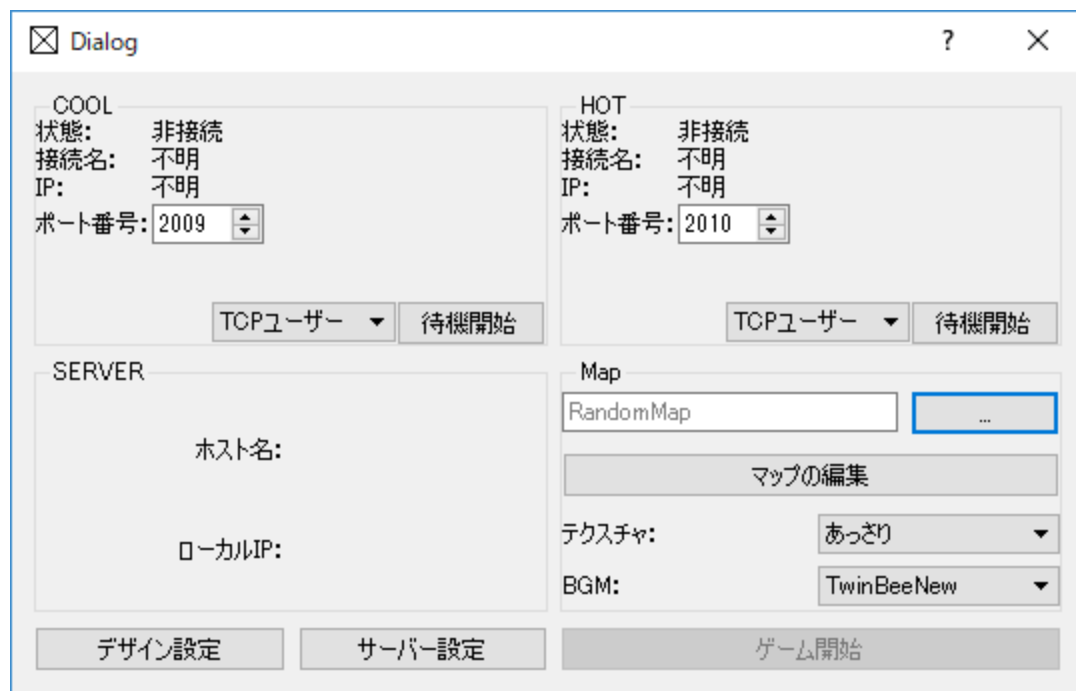 Dialog
COOL
状態: 非接続
接続名: 不明
IP: 不明
ポート番号: 2009
TCPユーザー 待機開始
HOT
状態: 非接続
接続名: 不明
IP: 不明
ポート番号: 2010
TCPユーザー 待機開始
SERVER
ホスト名:
ローカルIP:
Map
RandomMap ...
マップの編集
テクスチャ: あっさり
BGM: TwinBeeNew
デザイン設定 サーバー設定 ゲーム開始